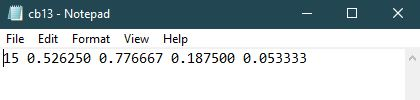 cb13 - Notepad
File Edit Format View Help
15 0.526250 0.776667 0.187500 0.053333